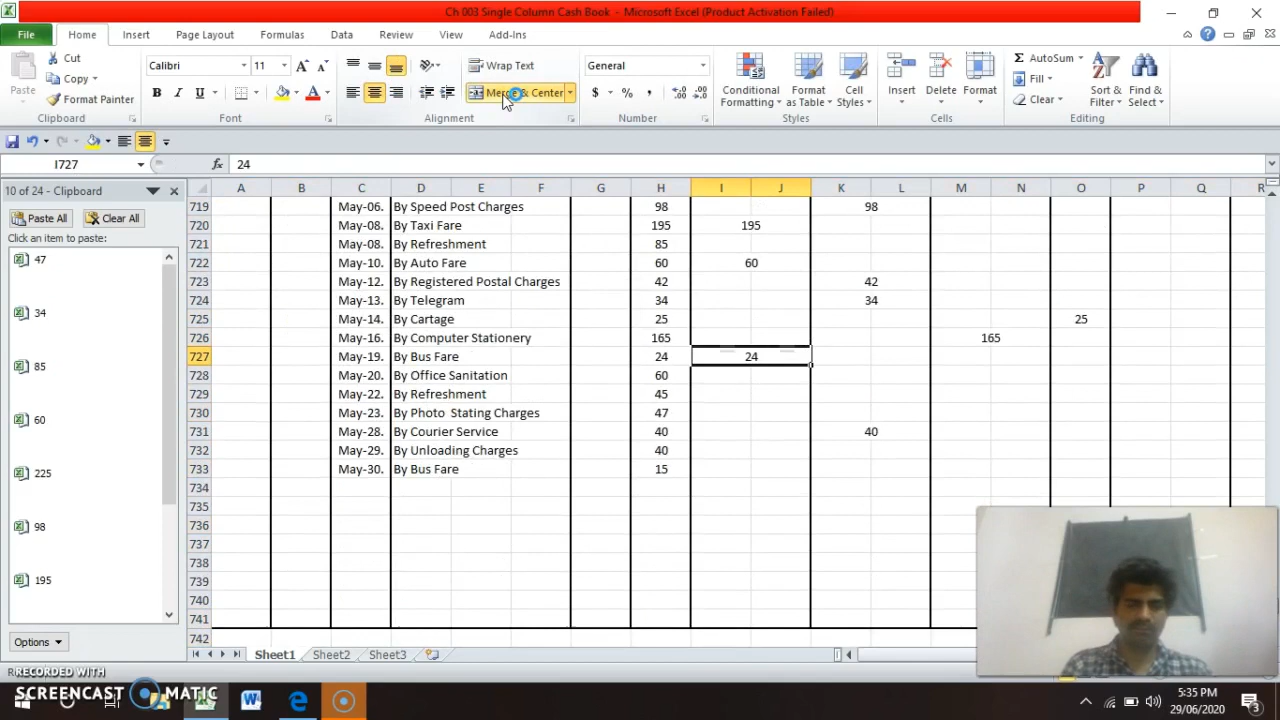 Ch 003 Single Column Cash Book - Microsoft Excel (Product Activation Failed)
File Home Insert Page Layout Formulas Data Review View Add-Ins
Paste Cut Copy Format Painter
Calibri 11 A A B I U A
Wrap Text Merge & Center
General $ % ,
Conditional Formatting Format as Table Cell Styles
Insert Delete Format
AutoSum Fill Clear Sort & Filter Find & Select
Clipboard Font Alignment Number Styles Cells Editing
I727 fx 24
10 of 24 - Clipboard
Paste All Clear All
Click an item to paste:
47
34
85
60
225
98
195
Options
A B C D E F G H I J K L M N O P Q R
719 May-06. By Speed Post Charges 98 98
720 May-08. By Taxi Fare 195 195
721 May-08. By Refreshment 85
722 May-10. By Auto Fare 60 60
723 May-12. By Registered Postal Charges 42 42
724 May-13. By Telegram 34 34
725 May-14. By Cartage 25 25
726 May-16. By Computer Stationery 165 165
727 May-19. By Bus Fare 24 24
728 May-20. By Office Sanitation 60
729 May-22. By Refreshment 45
730 May-23. By Photo Stating Charges 47
731 May-28. By Courier Service 40 40
732 May-29. By Unloading Charges 40
733 May-30. By Bus Fare 15
734
735
736
737
738
739
740
741
742
Sheet1 Sheet2 Sheet3
RECORDED WITH
SCREENCAST MATIC
5:35 PM
29/06/2020
3